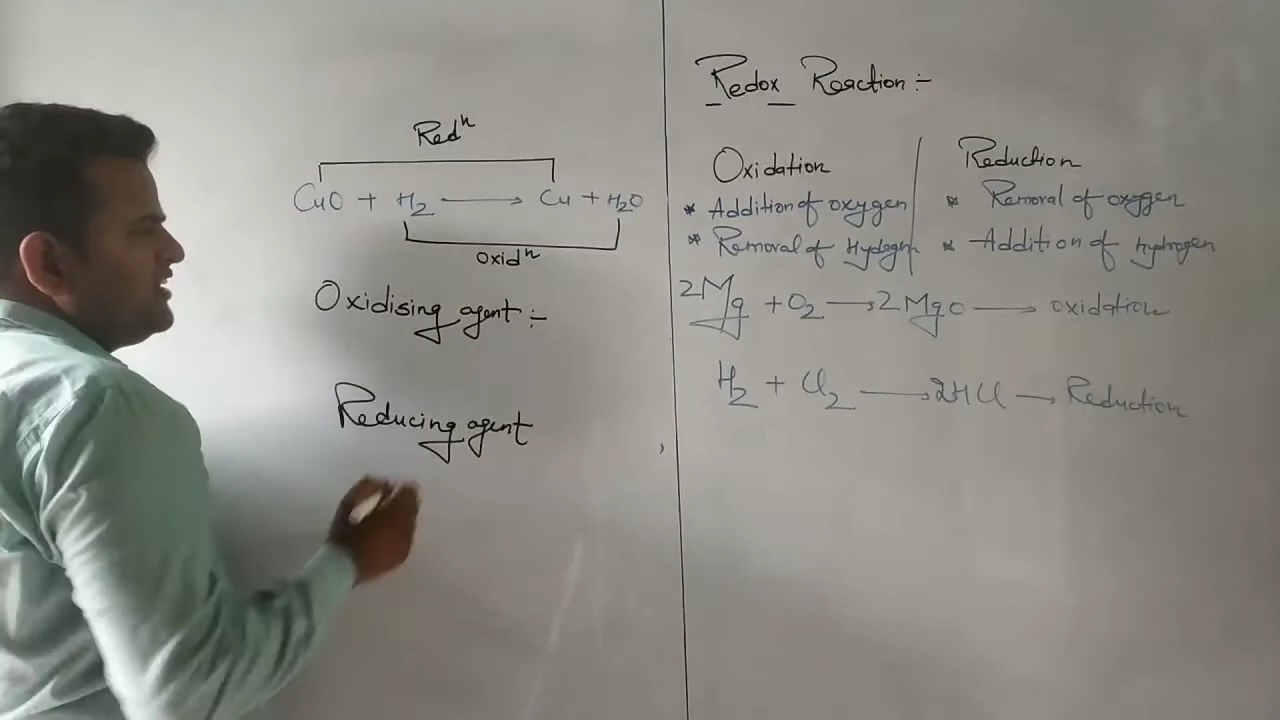 Redⁿ
CuO + H₂ ⟶ Cu + H₂O
oxidⁿ
Oxidising agent :-
Reducing agent
Redox Reaction :-
Oxidation
* Addition of oxygen
* Removal of Hydogen
Reduction
* Removal of oxygen
* Addition of Hydrogen
2Mg + O₂ ⟶ 2MgO ⟶ oxidation
H₂ + Cl₂ ⟶ 2HCl ⟶ Reduction